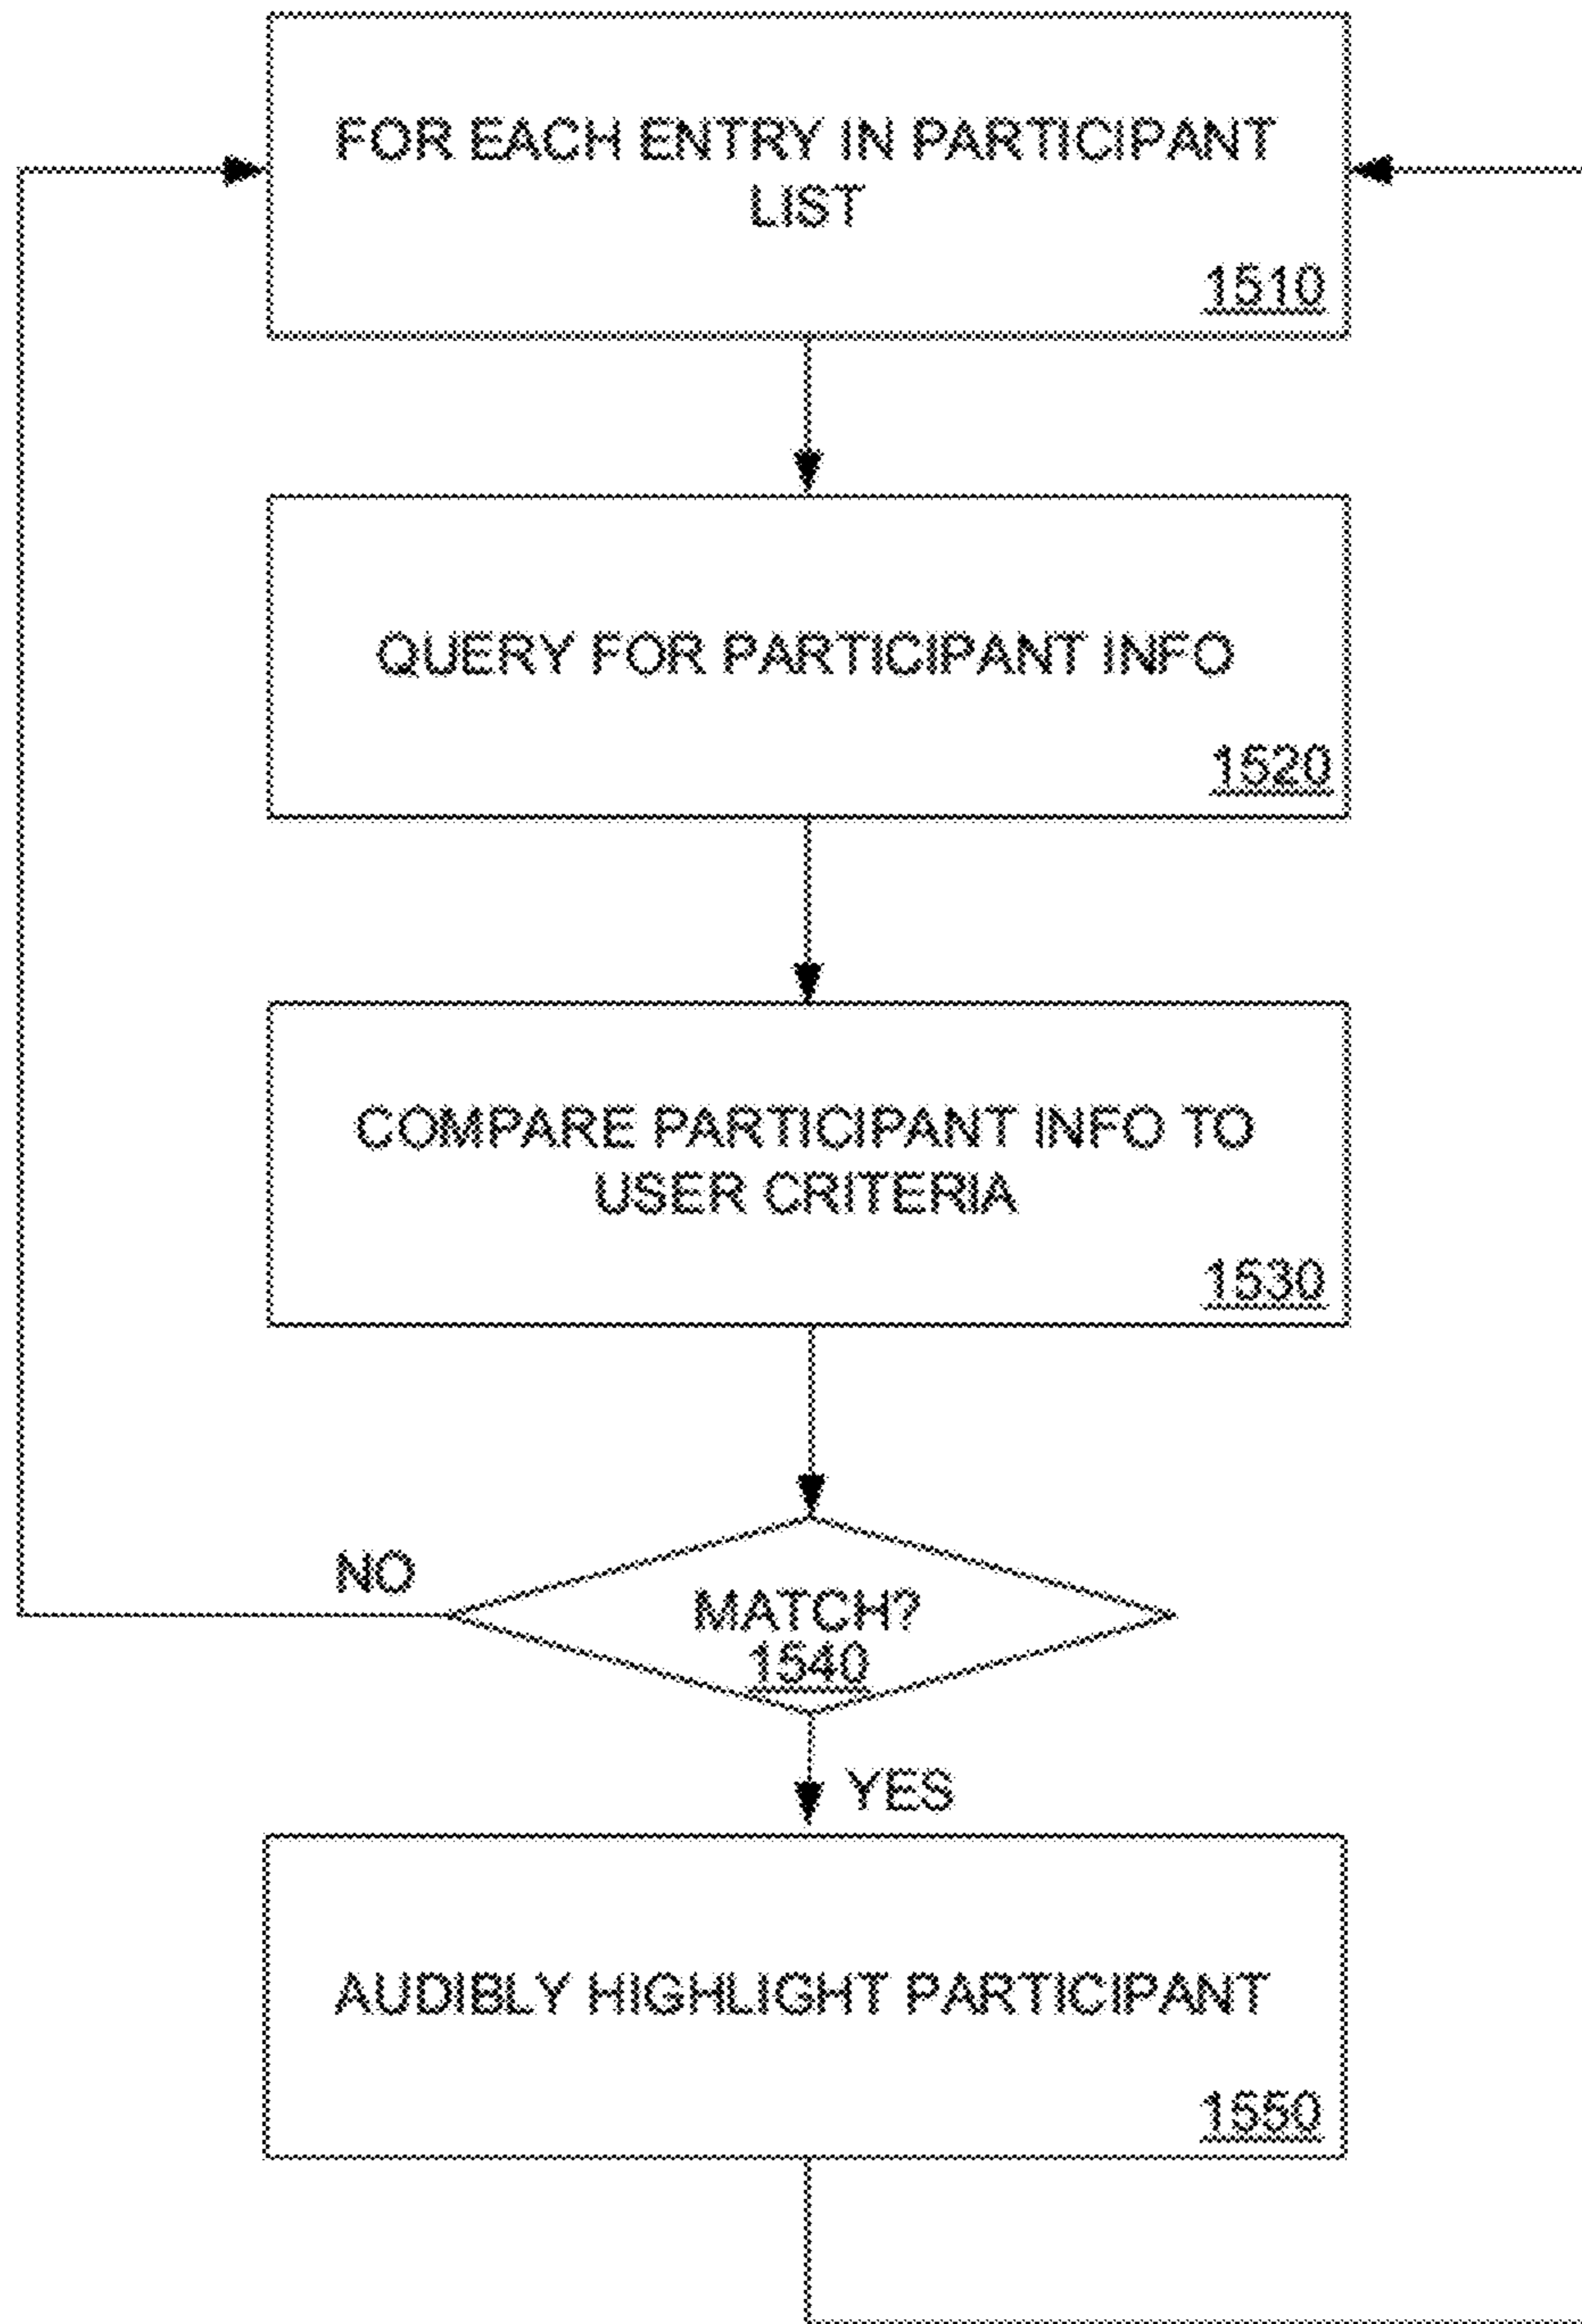 FOR EACH ENTRY IN PARTICIPANT
LIST
1510
QUERY FOR PARTICIPANT INFO
1520
COMPARE PARTICIPANT INFO TO
USER CRITERIA
1530
NO
MATCH?
1540
YES
AUDIBLY HIGHLIGHT PARTICIPANT
1550